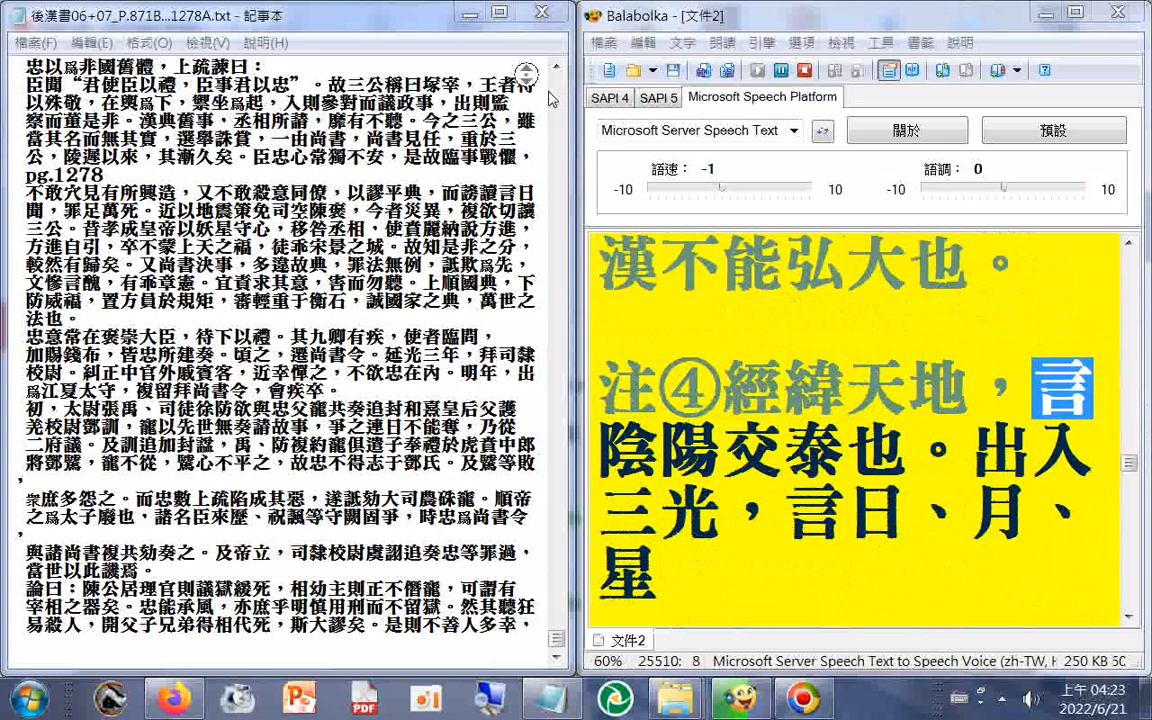 後漢書06+07_P.871B...1278A.txt - 記事本
檔案(F) 編輯(E) 格式(O) 檢視(V) 說明(H)
忠以為非國舊體，上疏諫曰：
臣聞“君使臣以禮，臣事君以忠”。故三公稱曰塚宰，王者待
以殊敬，在輿為下，禦坐為起，入則參對而議政事，出則監
察而董是非。漢典舊事，丞相所請，靡有不聽。今之三公，雖
當其名而無其實，選舉誅賞，一由尚書，尚書見任，重於三
公，陵遲以來，其漸久矣。臣忠心常獨不安，是故臨事戰懼，
pg.1278
不敢穴見有所興造，又不敢殺意同僚，以謬平典，而謗讟言日
聞，罪足萬死。近以地震策免司空陳褒，今者災異，複欲切讓
三公。昔孝成皇帝以妖星守心，移咎丞相，使賁麗納說方進，
方進自引，卒不蒙上天之福，徒乖宋景之城。故知是非之分，
較然有歸矣。又尚書決事，多違故典，罪法無例，詆欺為先，
文慘言醜，有乖章憲。宜責求其意，害而勿聽。上順國典，下
防威福，置方員於規矩，審輕重于衡石，誠國家之典，萬世之
法也。
忠意常在褒崇大臣，待下以禮。其九卿有疾，使者臨問，
加賜錢布，皆忠所建奏。頃之，遷尚書令。延光三年，拜司隸
校尉。糾正中官外戚賓客，近幸憚之，不欲忠在內。明年，出
為江夏太守，複留拜尚書令，會疾卒。
初，太尉張禹、司徒徐防欲與忠父寵共奏追封和熹皇后父護
羌校尉鄧訓，寵以先世無奏請故事，爭之連日不能奪，乃從
二府議。及訓追加封諡，禹、防複約寵俱遣子奉禮於虎賁中郎
將鄧騭，寵不從，騭心不平之，故忠不得志于鄧氏。及騭等敗
，
眾庶多怨之。而忠數上疏陷成其惡，遂詆劾大司農硃寵。順帝
之為太子廢也，諸名臣來歷、祝諷等守闕固爭，時忠為尚書令
，
與諸尚書複共劾奏之。及帝立，司隸校尉虞詡追奏忠等罪過，
當世以此譏焉。
論曰：陳公居理官則議獄緩死，相幼主則正不僭寵，可謂有
宰相之器矣。忠能承風，亦庶乎明慎用刑而不留獄。然其聽狂
易殺人，開父子兄弟得相代死，斯大謬矣。是則不善人多幸，
Balabolka - [文件2]
檔案 編輯 文字 朗讀 引擎 選項 檢視 工具 書籤 說明
SAPI 4 SAPI 5 Microsoft Speech Platform
Microsoft Server Speech Text 關於 預設
語速： -1 語調： 0
-10 10 -10 10
漢不能弘大也。
注④經緯天地，言
陰陽交泰也。出入
三光，言日、月、
星
文件2
60% 25510: 8 Microsoft Server Speech Text to Speech Voice (zh-TW, H 250 KB 50
上午 04:23
2022/6/21